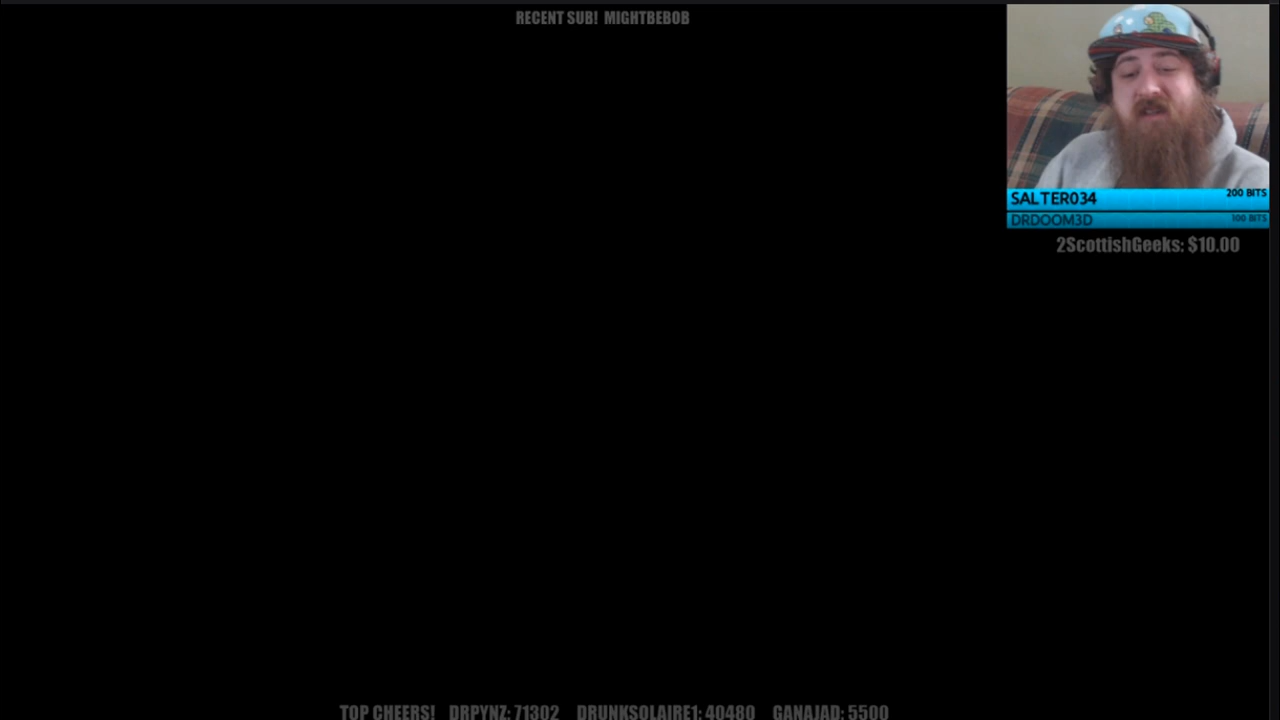 RECENT SUB! MIGHTBEBOB
SALTER034 200 BITS
DRDOOM3D 100 BITS
2ScottishGeeks: $10.00
TOP CHEERS! DRPYNZ: 71302 DRUNKSOLAIRE1: 40480 GANAJAD: 5500